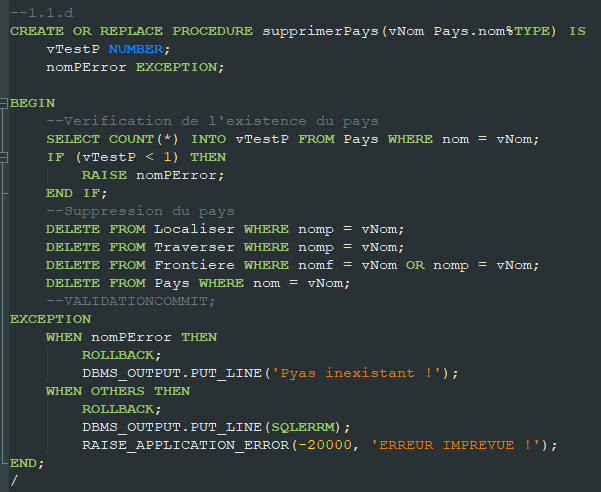 --1.1.d
CREATE OR REPLACE PROCEDURE supprimerPays(vNom Pays.nom%TYPE) IS
    vTestP NUMBER;
    nomPError EXCEPTION;

BEGIN
    --Verification de l'existence du pays
    SELECT COUNT(*) INTO vTestP FROM Pays WHERE nom = vNom;
    IF (vTestP < 1) THEN
        RAISE nomPError;
    END IF;
    --Suppression du pays
    DELETE FROM Localiser WHERE nomp = vNom;
    DELETE FROM Traverser WHERE nomp = vNom;
    DELETE FROM Frontiere WHERE nomf = vNom OR nomp = vNom;
    DELETE FROM Pays WHERE nom = vNom;
    --VALIDATIONCOMMIT;
EXCEPTION
    WHEN nomPError THEN
        ROLLBACK;
        DBMS_OUTPUT.PUT_LINE('Pyas inexistant !');
    WHEN OTHERS THEN
        ROLLBACK;
        DBMS_OUTPUT.PUT_LINE(SQLERRM);
        RAISE_APPLICATION_ERROR(-20000, 'ERREUR IMPREVUE !');
END;
/